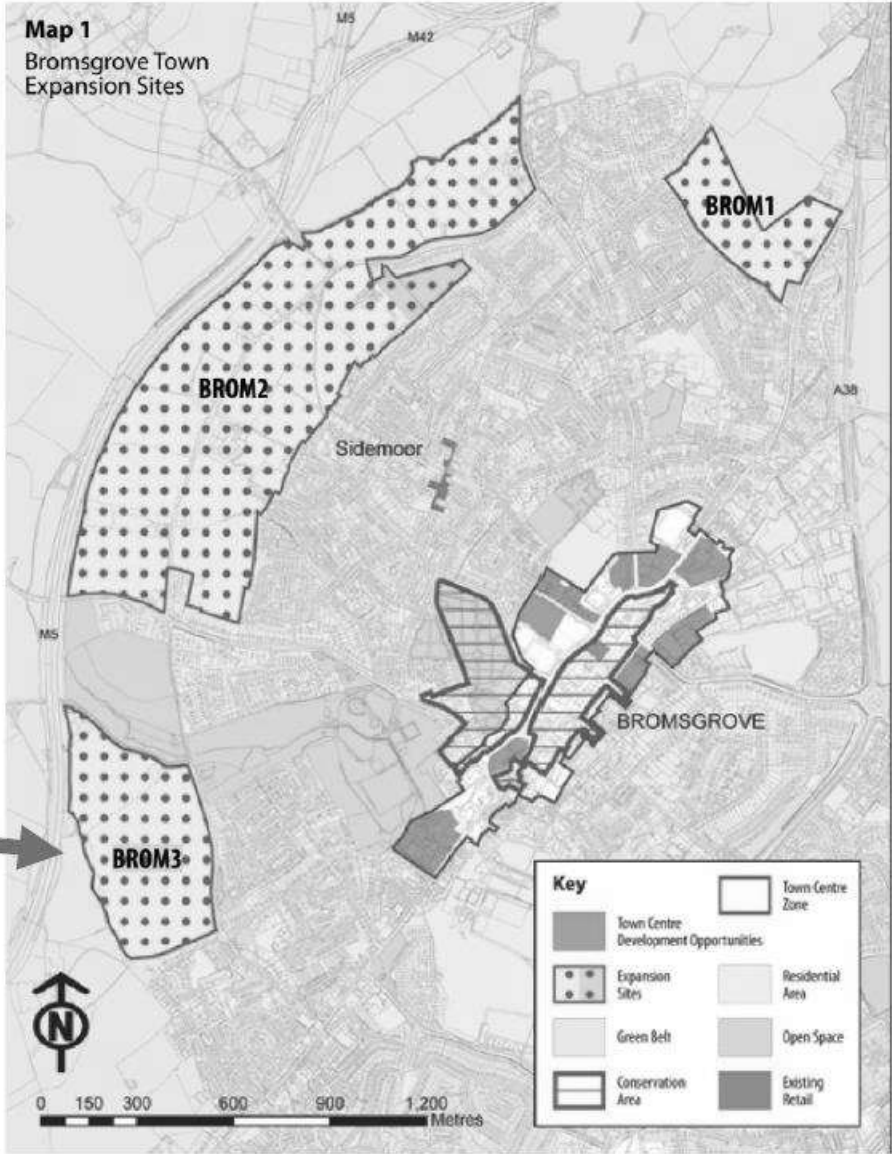 Map 1
Bromsgrove Town
Expansion Sites
M5
M42
BROM1
BROM2
A38
Sidemoor
M5
BROMSGROVE
BROM3
Key
Town Centre
Zone
Town Centre
Development Opportunities
Expansion
Sites
Residential
Area
Green Belt
Open Space
Conservation
Area
Existing
Retail
N
0 150 300 600 900 1,200
Metres